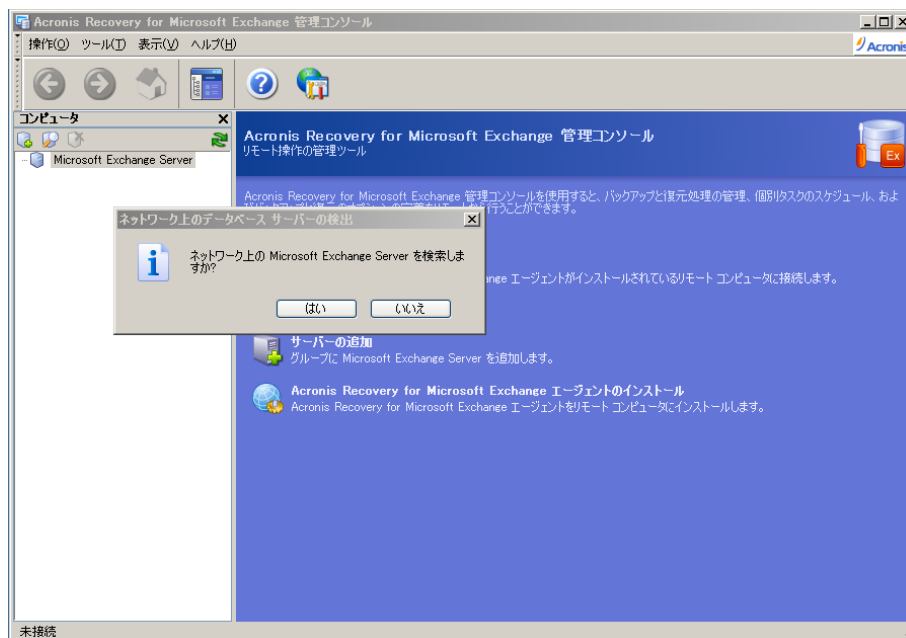 Acronis Recovery for Microsoft Exchange 管理コンソール
操作(O) ツール(T) 表示(V) ヘルプ(H)
Acronis
コンピュータ
Microsoft Exchange Server
Acronis Recovery for Microsoft Exchange 管理コンソール
リモート操作の管理ツール
Ex
Acronis Recovery for Microsoft Exchange 管理コンソールを使用すると、バックアップと復元処理の管理、個別タスクのスケジュール、およ
行うことができます。
ネットワーク上のデータベース サーバーの検出
ネットワーク上の Microsoft Exchange Server を検索しま
すか?
はい いいえ
エージェントがインストールされているリモート コンピュータに接続します。
サーバーの追加
グループに Microsoft Exchange Server を追加します。
Acronis Recovery for Microsoft Exchange エージェントのインストール
Acronis Recovery for Microsoft Exchange エージェントをリモート コンピュータにインストールします。
未接続